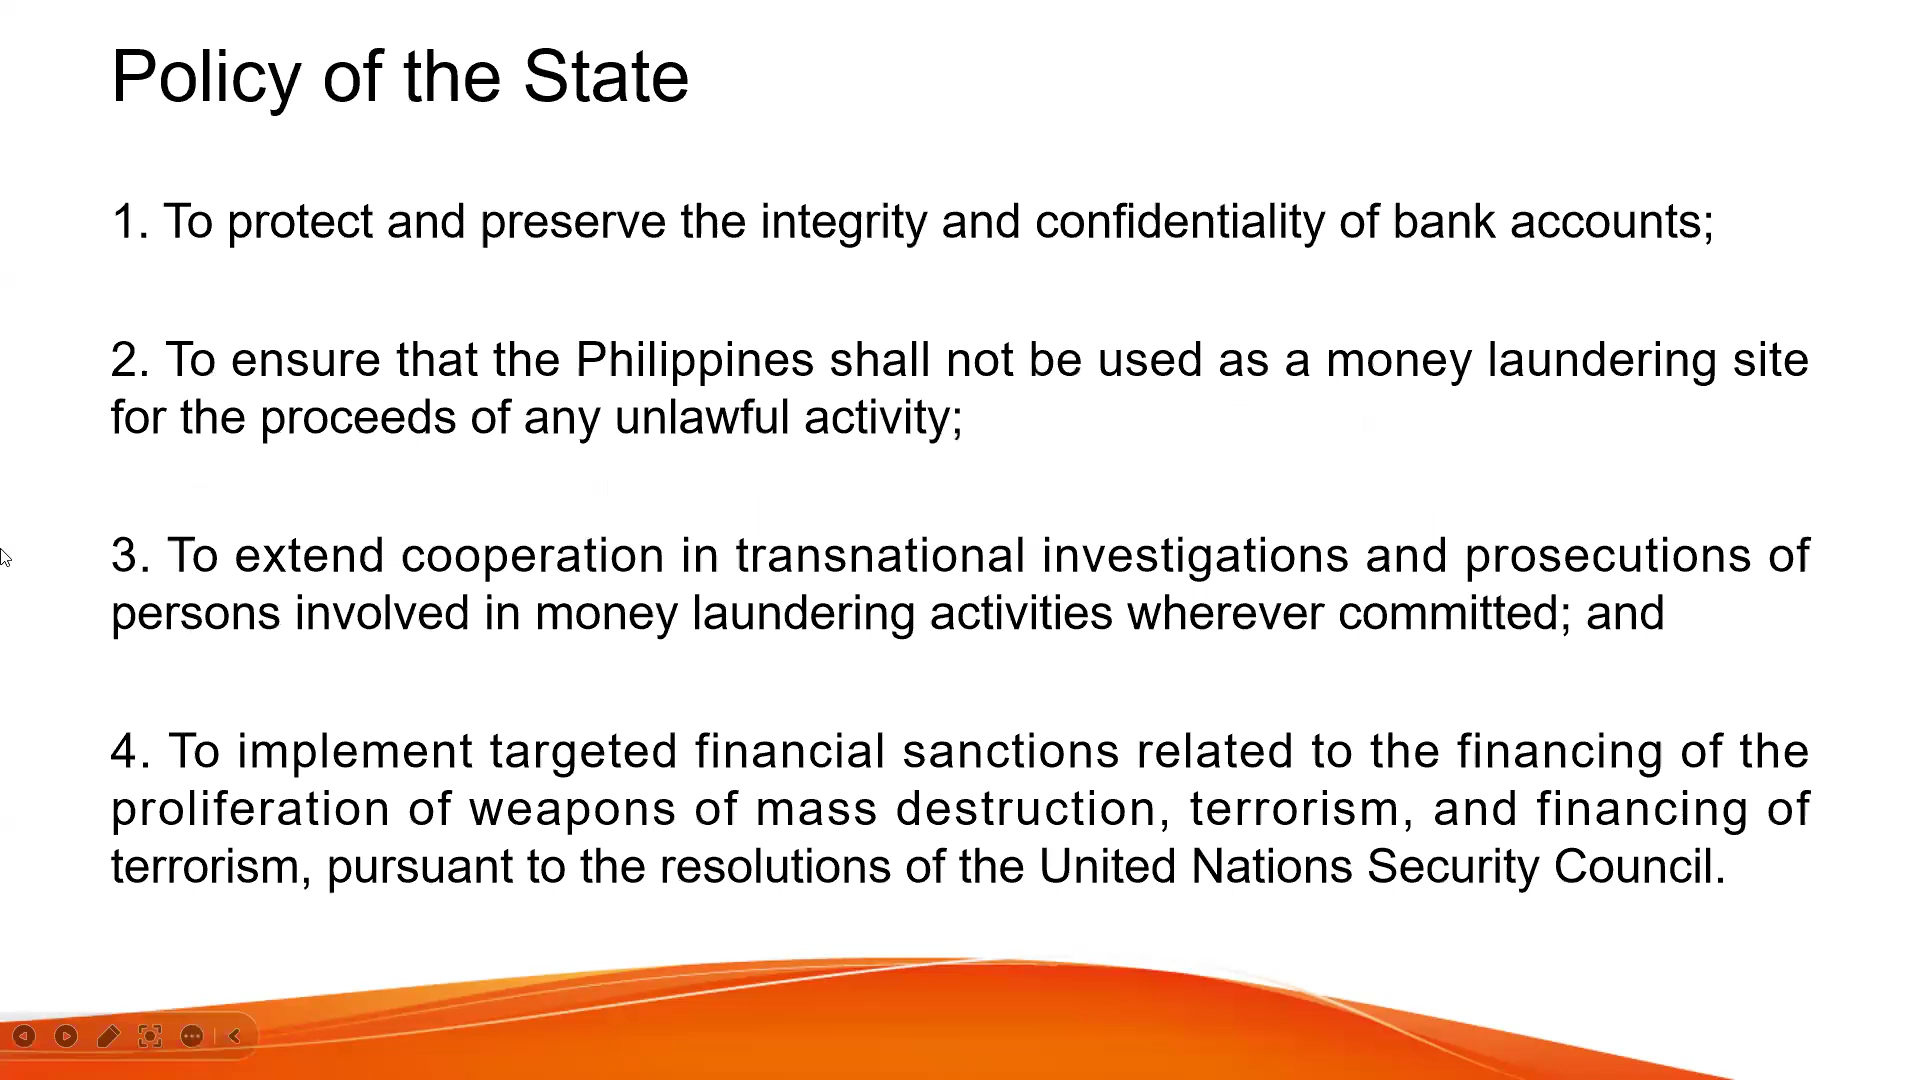 Policy of the State
1. To protect and preserve the integrity and confidentiality of bank accounts;
2. To ensure that the Philippines shall not be used as a money laundering site
for the proceeds of any unlawful activity;
3. To extend cooperation in transnational investigations and prosecutions of
persons involved in money laundering activities wherever committed; and
4. To implement targeted financial sanctions related to the financing of the
proliferation of weapons of mass destruction, terrorism, and financing of
terrorism, pursuant to the resolutions of the United Nations Security Council.